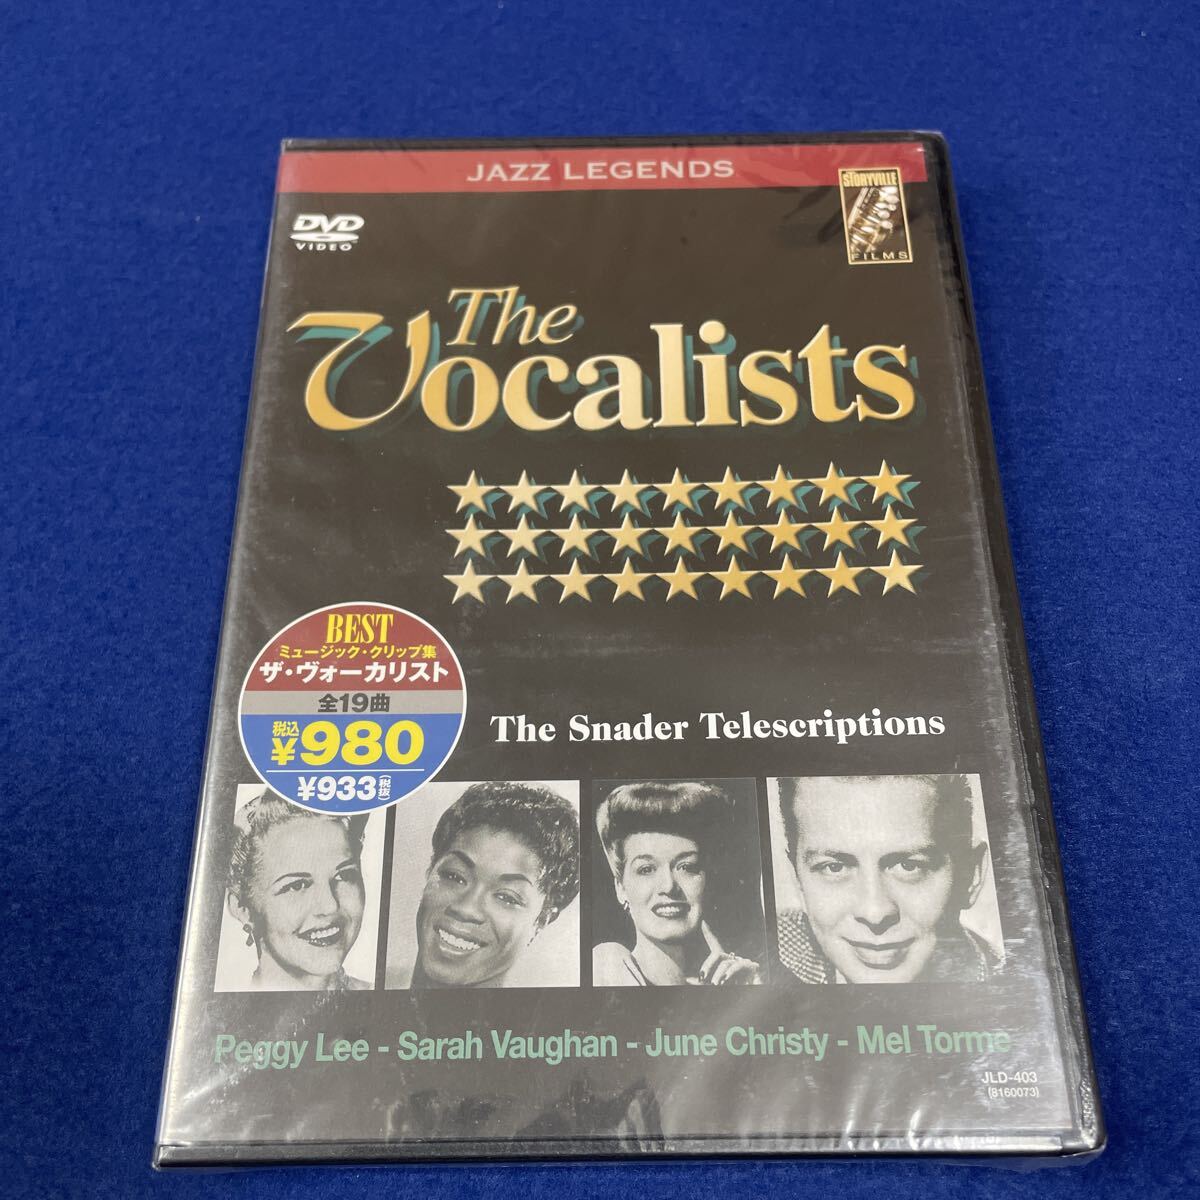 JAZZ LEGENDS
STORYVILLE
FILMS
DVD
VIDEO
The
Vocalists
BEST
ミュージック・クリップ集
ザ・ヴォーカリスト
全19曲
税込
¥980
¥933(税抜)
The Snader Telescriptions
Peggy Lee - Sarah Vaughan - June Christy - Mel Torme
JLD-403
(8160073)